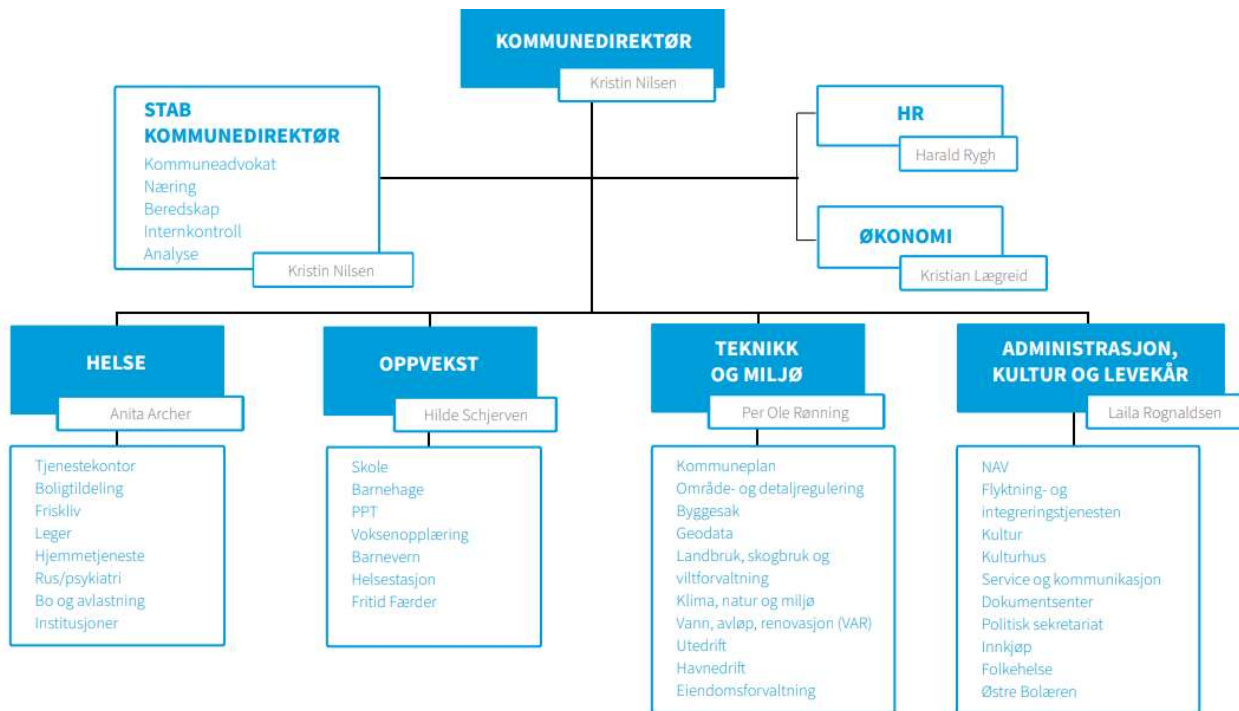 KOMMUNEDIREKTØR
Kristin Nilsen
STAB
KOMMUNEDIREKTØR
Kommuneadvokat
Næring
Beredskap
Internkontroll
Analyse
Kristin Nilsen
HR
Harald Rygh
ØKONOMI
Kristian Lægreid
HELSE
Anita Archer
Tjenestekontor
Boligtildeling
Friskliv
Leger
Hjemmetjeneste
Rus/psykiatri
Bo og avlastning
Institusjoner
OPPVEKST
Hilde Schjerven
Skole
Barnehage
PPT
Voksenopplæring
Barnevern
Helsestasjon
Fritid Færder
TEKNIKK
OG MILJØ
Per Ole Rønning
Kommuneplan
Område- og detaljregulering
Byggesak
Geodata
Landbruk, skogbruk og
viltforvaltning
Klima, natur og miljø
Vann, avløp, renovasjon (VAR)
Utedrift
Havnedrift
Eiendomsforvaltning
ADMINISTRASJON,
KULTUR OG LEVEKÅR
Laila Rognaldsen
NAV
Flyktning- og
integreringstjenesten
Kultur
Kulturhus
Service og kommunikasjon
Dokumentsenter
Politisk sekretariat
Innkjøp
Folkehelse
Østre Bolæren